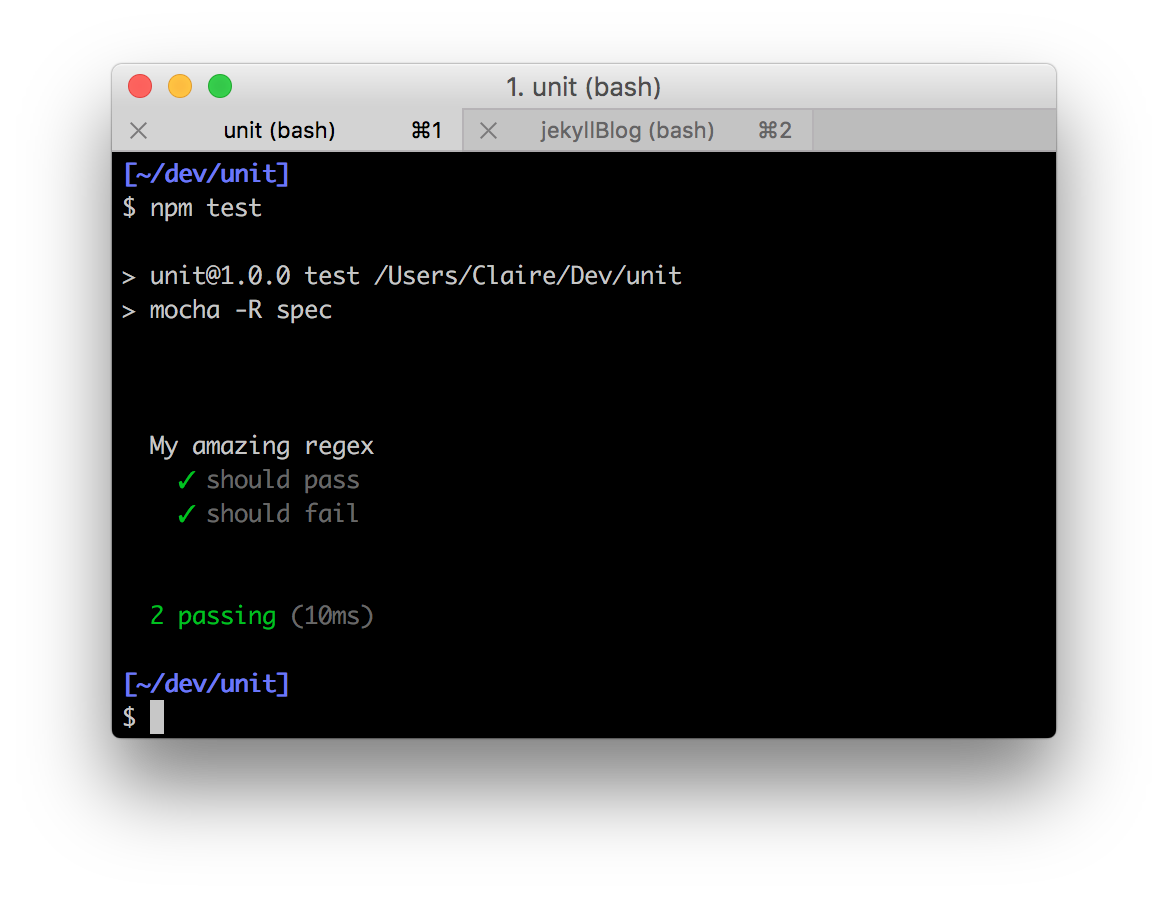 1. unit (bash)
unit (bash) ⌘1 jekyllBlog (bash) ⌘2
[~/dev/unit]
$ npm test
> unit@1.0.0 test /Users/Claire/Dev/unit
> mocha -R spec
My amazing regex
✓ should pass
✓ should fail
2 passing (10ms)
[~/dev/unit]
$